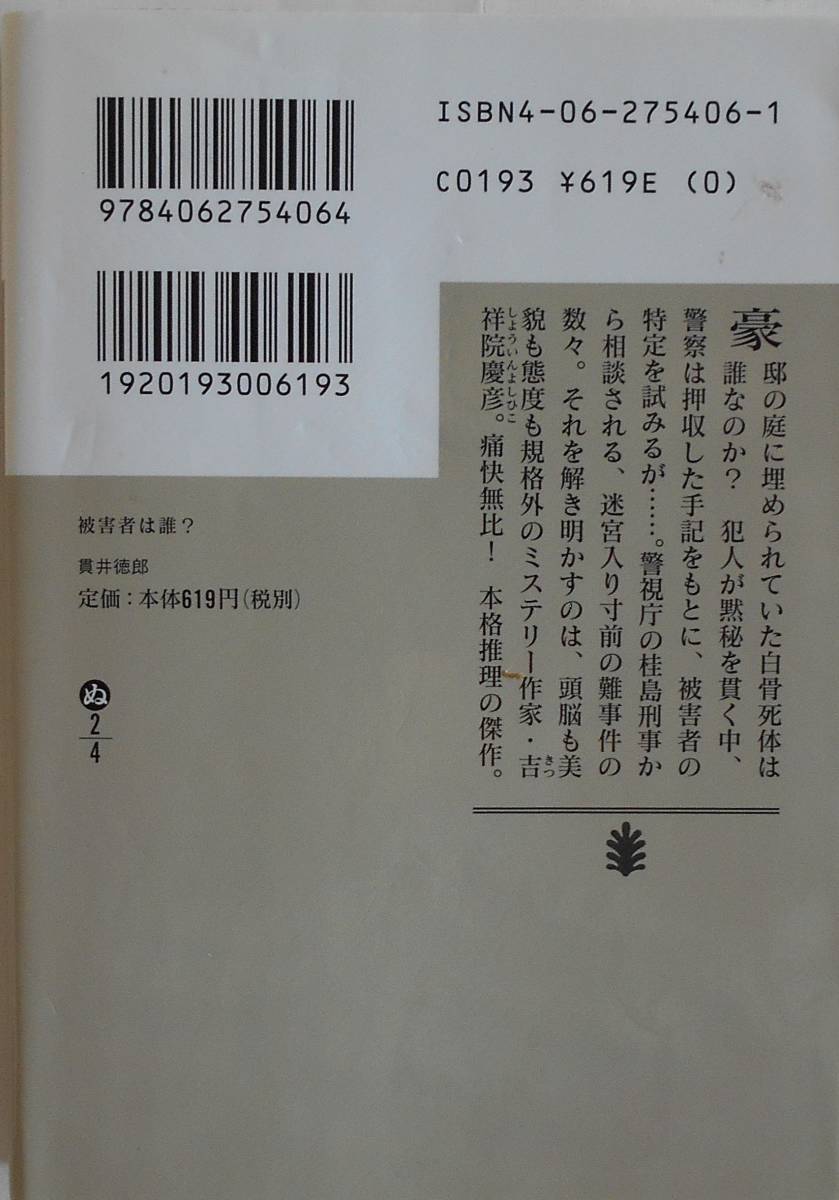 ISBN4-06-275406-1
C0193 ¥619E (0)
9784062754064
1920193006193
豪邸の庭に埋められていた白骨死体は
誰なのか？ 犯人が黙秘を貫く中、
警察は押収した手記をもとに、被害者の
特定を試みるが……。警視庁の桂島刑事か
ら相談される、迷宮入り寸前の難事件の
数々。それを解き明かすのは、頭脳も美
貌も態度も規格外のミステリー作家・吉
きっ
祥院慶彦。痛快無比！ 本格推理の傑作。
しょういんよしひこ
被害者は誰？
貫井徳郎
定価：本体619円（税別）
ぬ
2
4